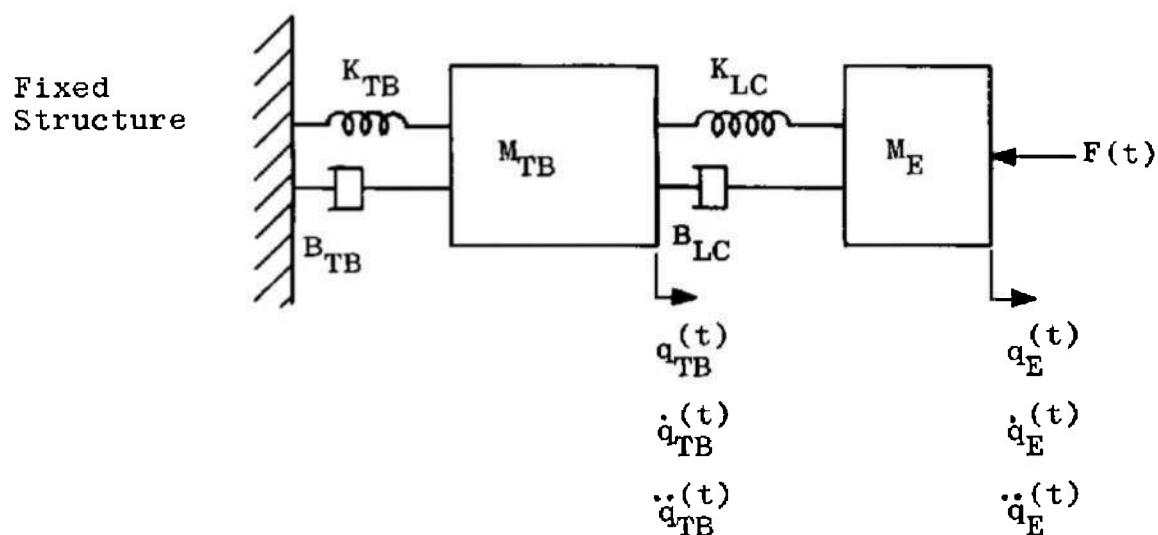 Fixed
Structure
K_TB
K_LC
M_TB
M_E
F(t)
B_TB
B_LC
q_TB^(t)
q_E^(t)
q̇_TB^(t)
q̇_E^(t)
q̈_TB^(t)
q̈_E^(t)